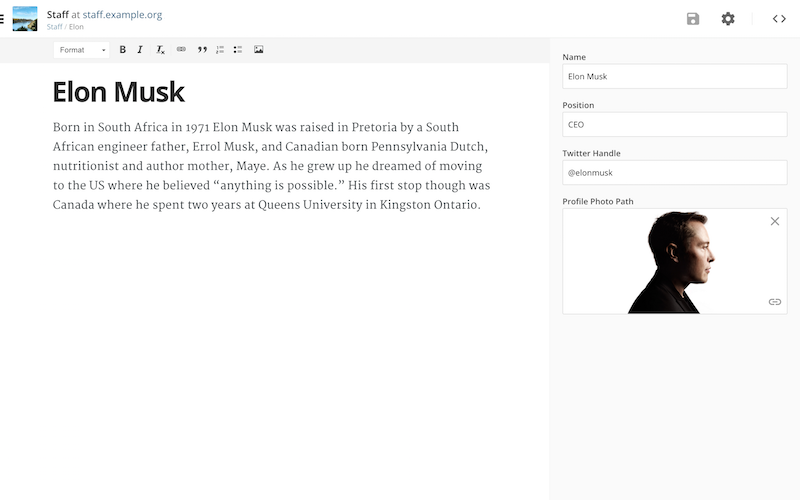 Staff at staff.example.org
Staff / Elon
Format
B I Tx
Elon Musk
Born in South Africa in 1971 Elon Musk was raised in Pretoria by a South
African engineer father, Errol Musk, and Canadian born Pennsylvania Dutch,
nutritionist and author mother, Maye. As he grew up he dreamed of moving
to the US where he believed “anything is possible.” His first stop though was
Canada where he spent two years at Queens University in Kingston Ontario.
Name
Elon Musk
Position
CEO
Twitter Handle
@elonmusk
Profile Photo Path